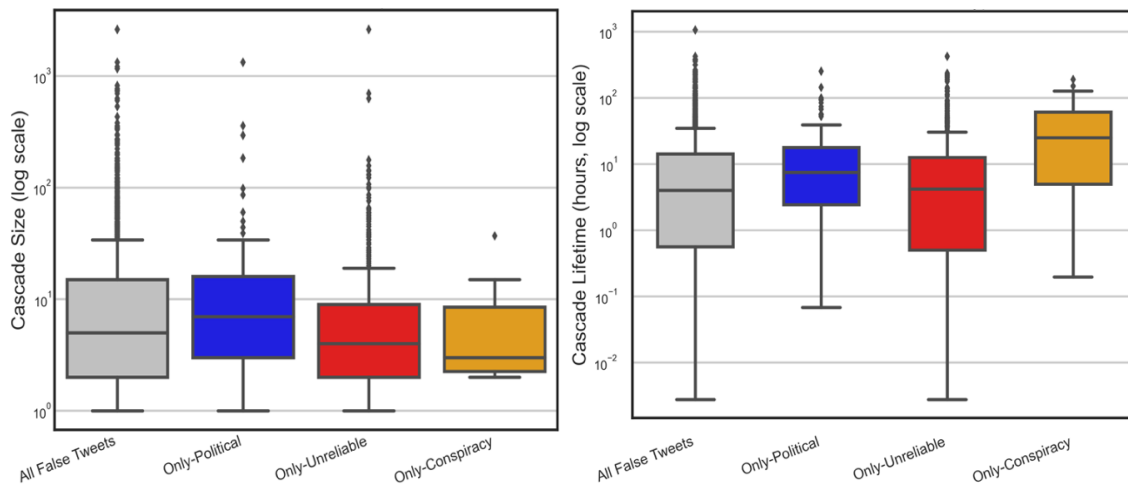 Cascade Size (log scale)
10³
10²
10¹
10⁰
All False Tweets
Only-Political
Only-Unreliable
Only-Conspiracy
Cascade Lifetime (hours, log scale)
10³
10²
10¹
10⁰
10⁻¹
10⁻²
All False Tweets
Only-Political
Only-Unreliable
Only-Conspiracy